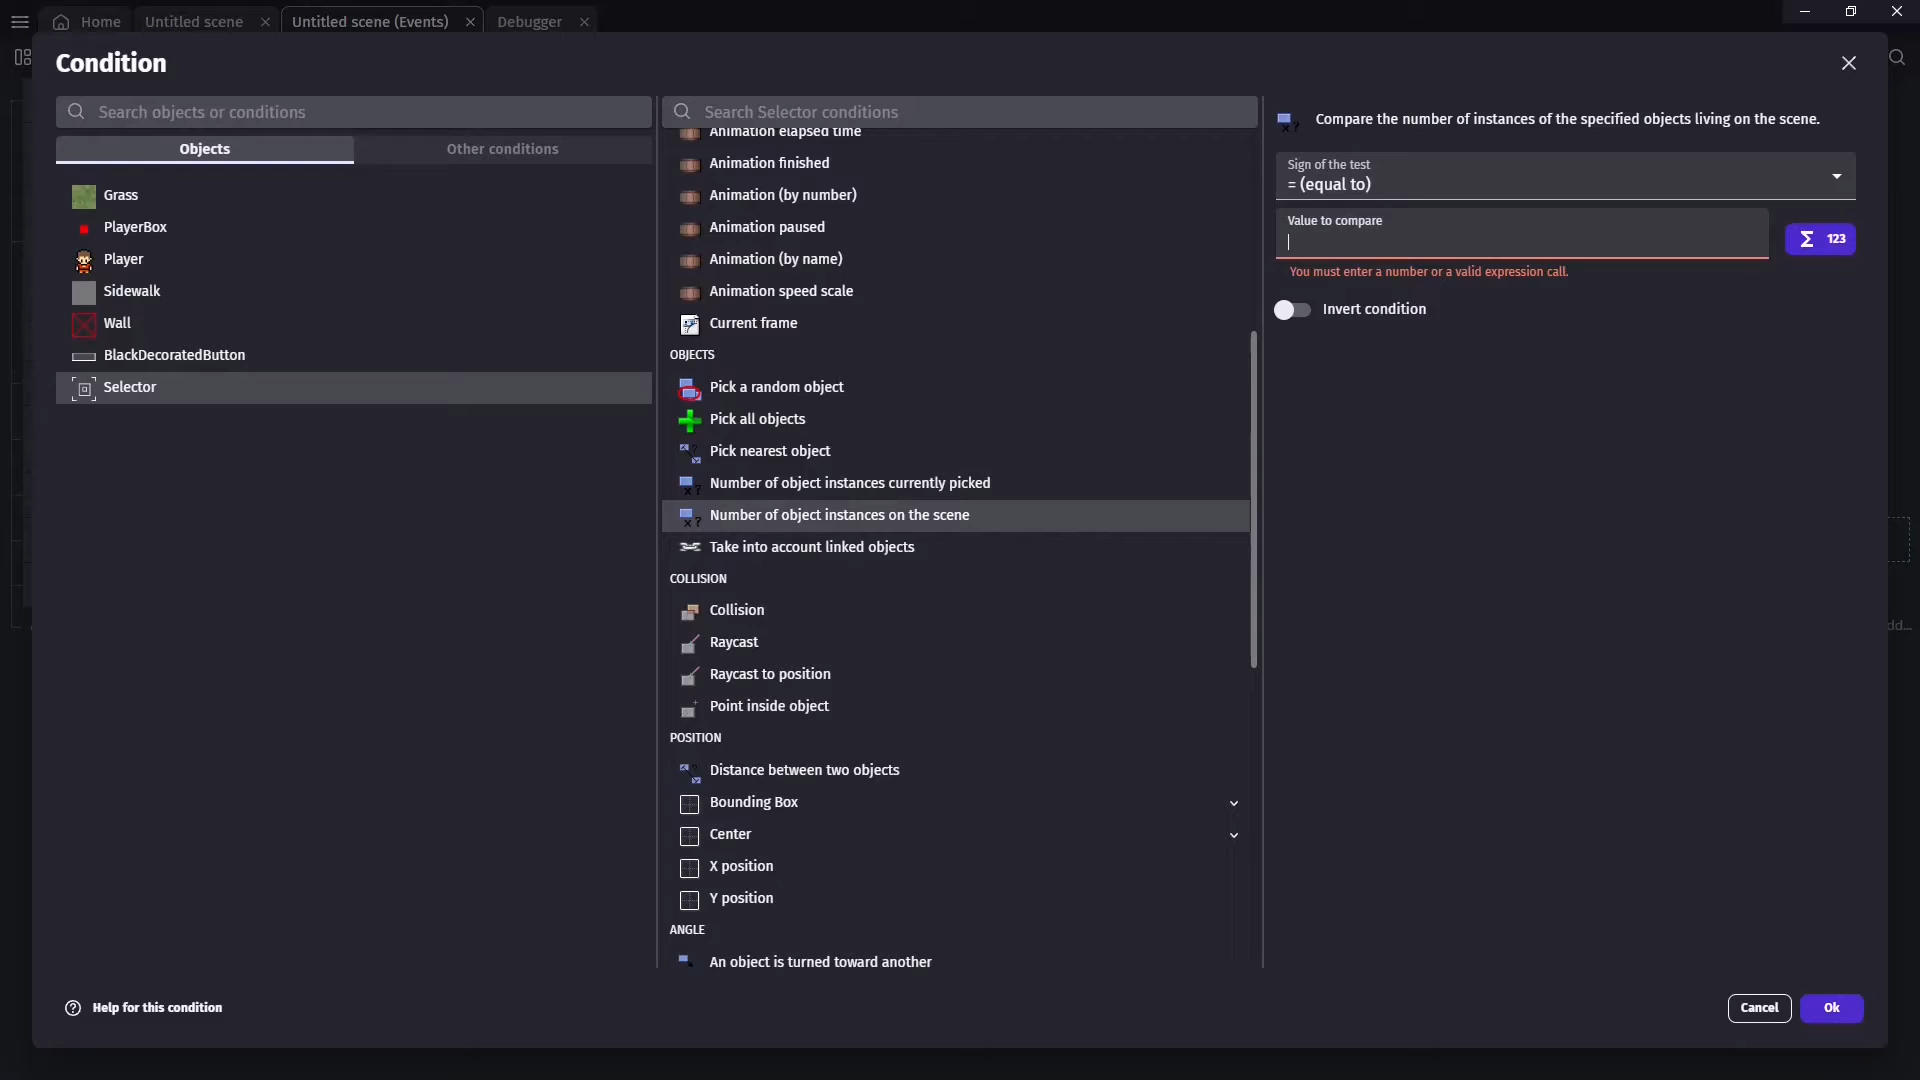 Home
Untitled scene
Untitled scene (Events)
Debugger
Condition
Search objects or conditions
Objects
Other conditions
Grass
PlayerBox
Player
Sidewalk
Wall
BlackDecoratedButton
Selector
Search Selector conditions
Animation elapsed time
Animation finished
Animation (by number)
Animation paused
Animation (by name)
Animation speed scale
Current frame
OBJECTS
Pick a random object
Pick all objects
Pick nearest object
Number of object instances currently picked
Number of object instances on the scene
Take into account linked objects
COLLISION
Collision
Raycast
Raycast to position
Point inside object
POSITION
Distance between two objects
Bounding Box
Center
X position
Y position
ANGLE
An object is turned toward another
Compare the number of instances of the specified objects living on the scene.
Sign of the test
= (equal to)
Value to compare
Σ 123
You must enter a number or a valid expression call.
Invert condition
dd...
Help for this condition
Cancel
Ok